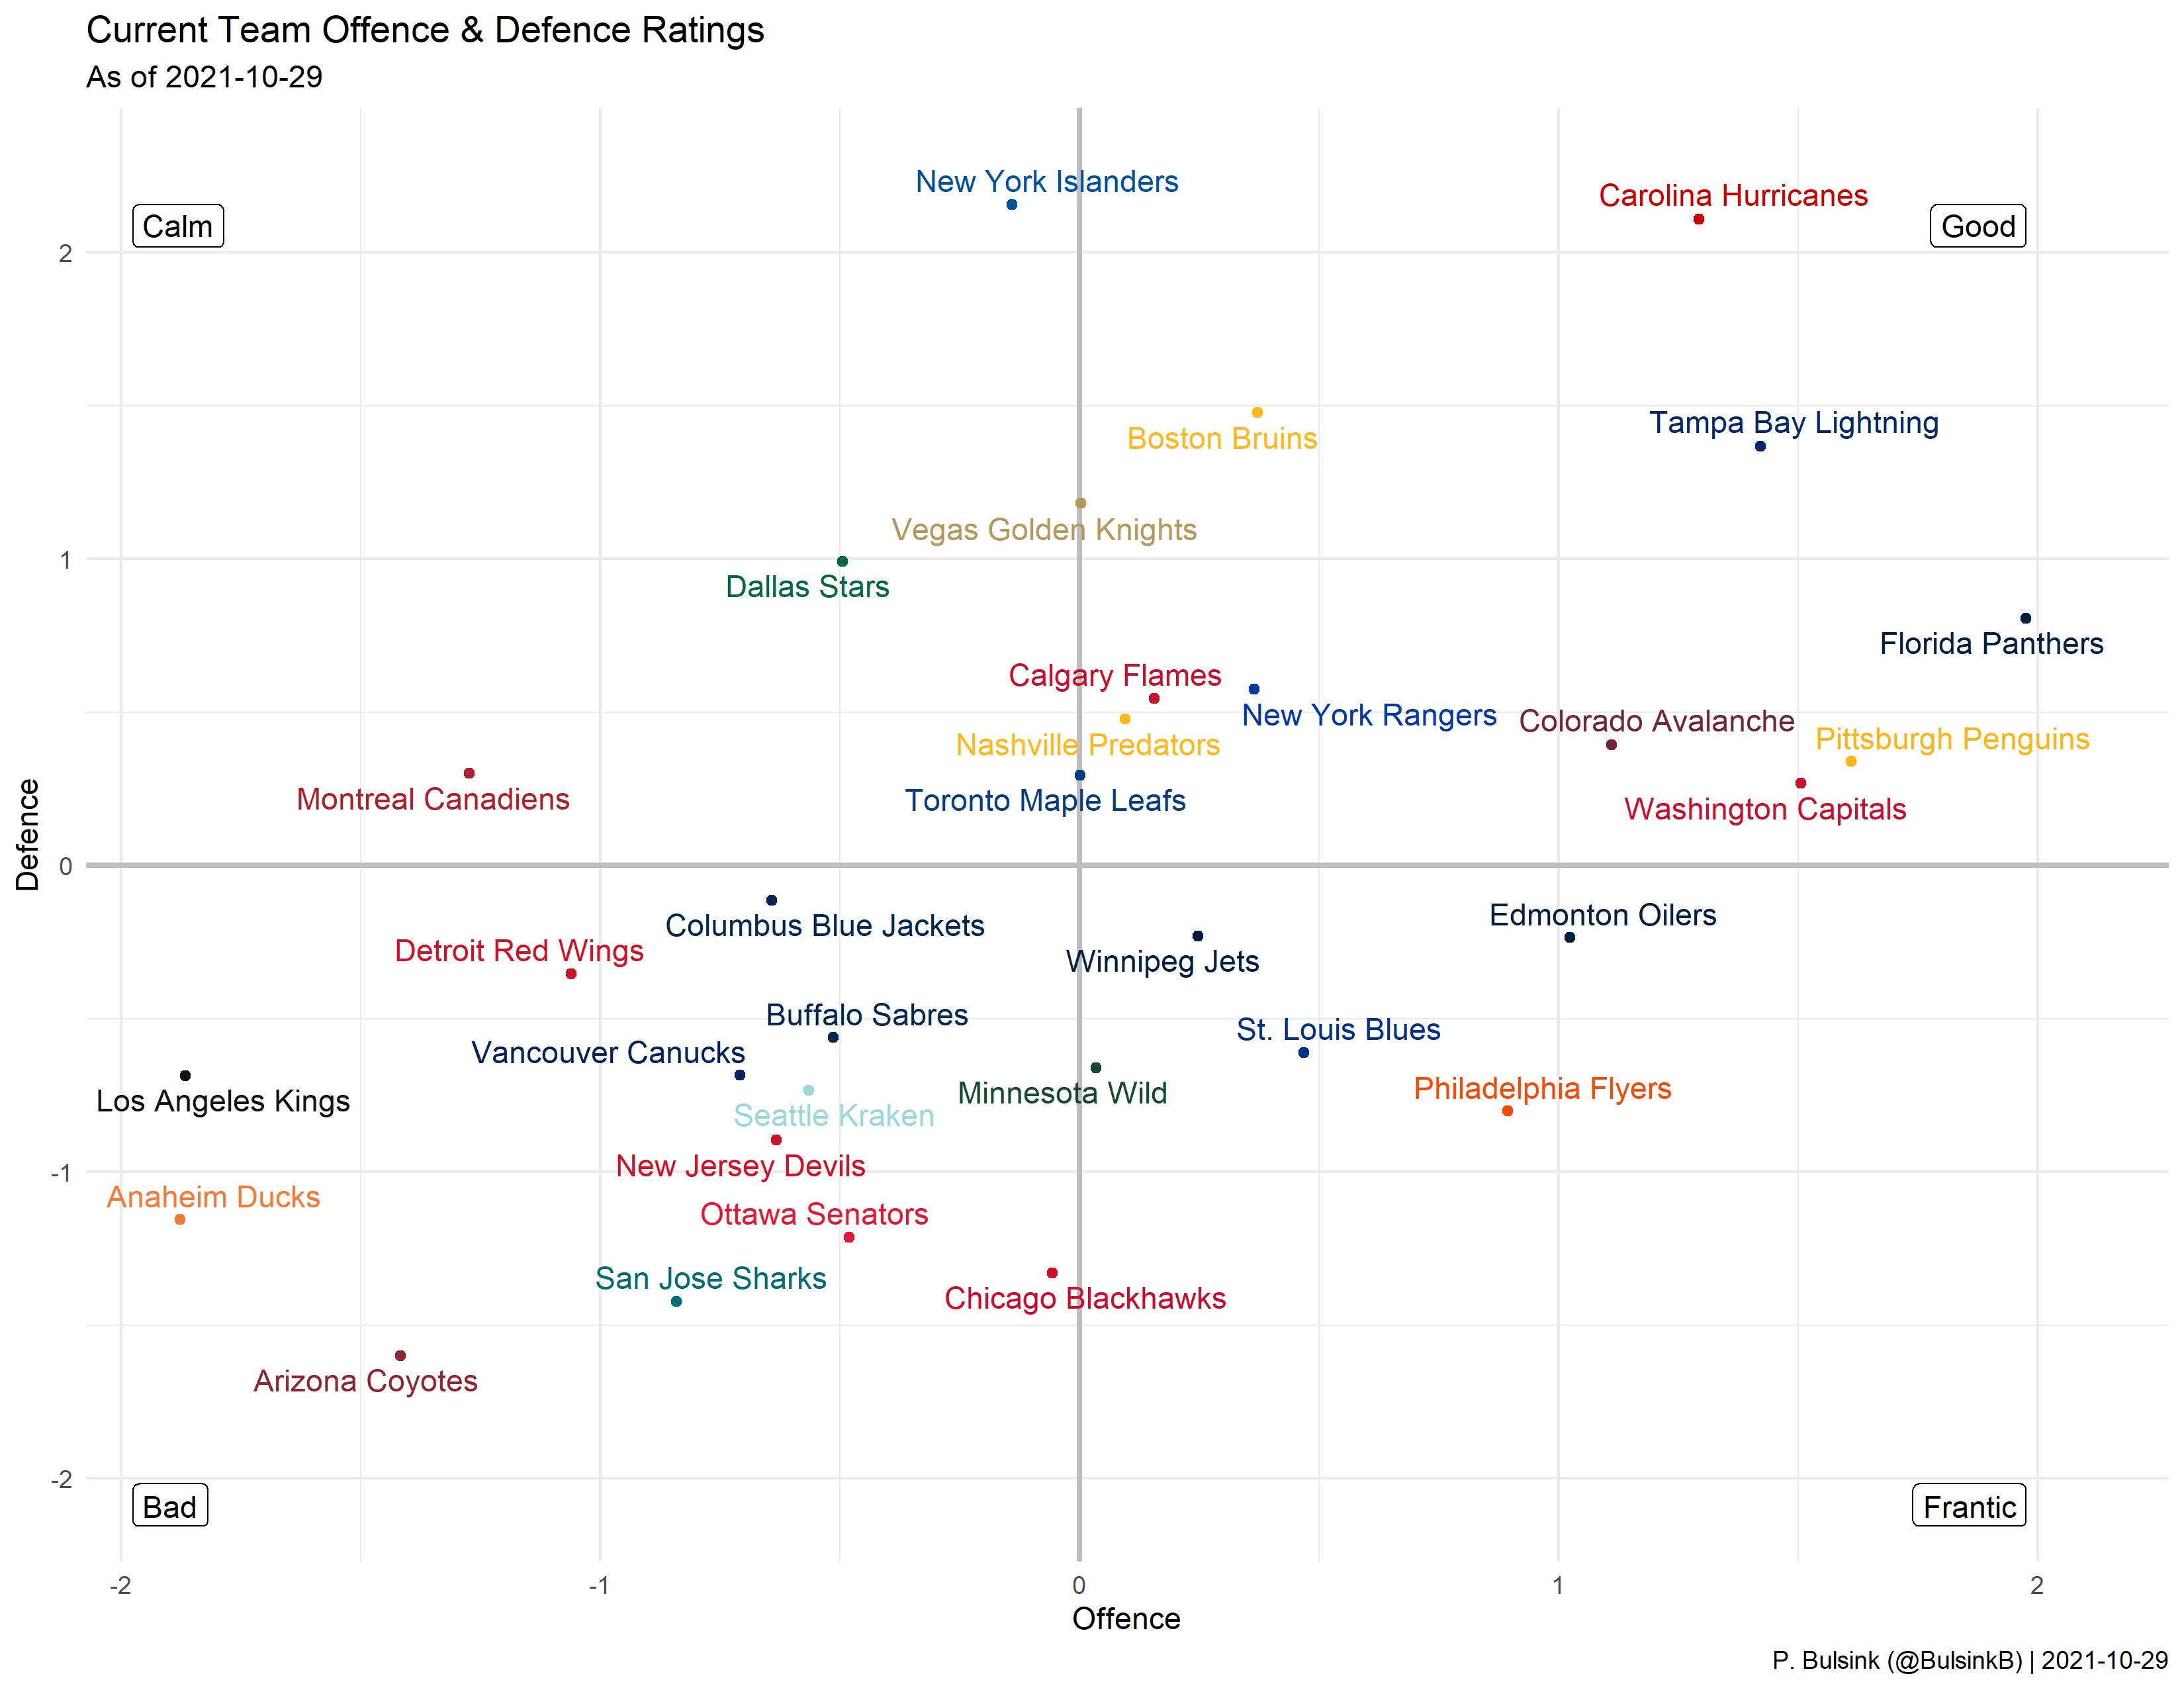 Current Team Offence & Defence Ratings
As of 2021-10-29
New York Islanders
Carolina Hurricanes
Calm
Good
2
Tampa Bay Lightning
Boston Bruins
Vegas Golden Knights
1
Dallas Stars
Florida Panthers
Calgary Flames
New York Rangers
Colorado Avalanche
Pittsburgh Penguins
Nashville Predators
Montreal Canadiens
Toronto Maple Leafs
Washington Capitals
Defence
0
Edmonton Oilers
Columbus Blue Jackets
Detroit Red Wings
Winnipeg Jets
Buffalo Sabres
St. Louis Blues
Vancouver Canucks
Los Angeles Kings
Minnesota Wild
Philadelphia Flyers
Seattle Kraken
New Jersey Devils
-1
Anaheim Ducks
Ottawa Senators
San Jose Sharks
Chicago Blackhawks
Arizona Coyotes
-2
Bad
Frantic
-2
-1
0
1
2
Offence
P. Bulsink (@BulsinkB) | 2021-10-29